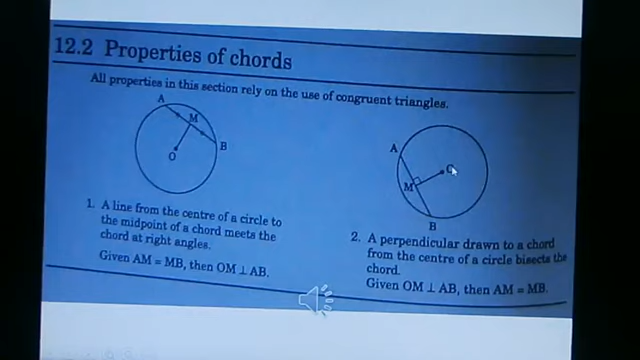 12.2 Properties of chords
All properties in this section rely on the use of congruent triangles.
A
M
B
O
1. A line from the centre of a circle to
the midpoint of a chord meets the
chord at right angles.
Given AM = MB, then OM ⊥ AB.
A
M
B
2. A perpendicular drawn to a chord
from the centre of a circle bisects the
chord.
Given OM ⊥ AB, then AM = MB.